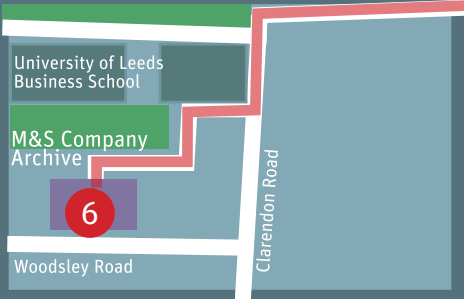 University of Leeds
Business School
M&S Company
Archive
6
Woodsley Road
Clarendon Road